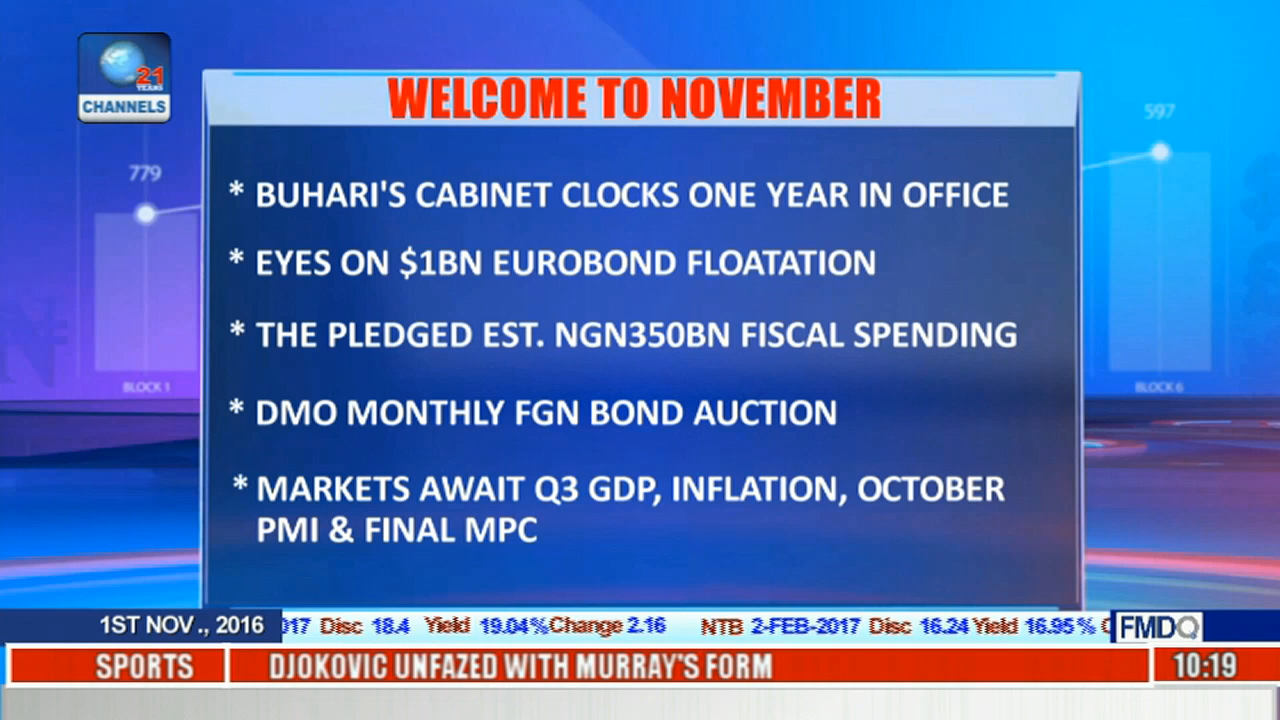 21
YEARS
CHANNELS
WELCOME TO NOVEMBER
779
597
* BUHARI'S CABINET CLOCKS ONE YEAR IN OFFICE
* EYES ON $1BN EUROBOND FLOATATION
* THE PLEDGED EST. NGN350BN FISCAL SPENDING
BLOCK 1
BLOCK 6
* DMO MONTHLY FGN BOND AUCTION
* MARKETS AWAIT Q3 GDP, INFLATION, OCTOBER
PMI & FINAL MPC
1ST NOV., 2016
017 Disc 18.4 Yield 19.04% Change 2.16 NTB 2-FEB-2017 Disc 16.24 Yield 16.95%
FMDQ
SPORTS
DJOKOVIC UNFAZED WITH MURRAY'S FORM
10:19